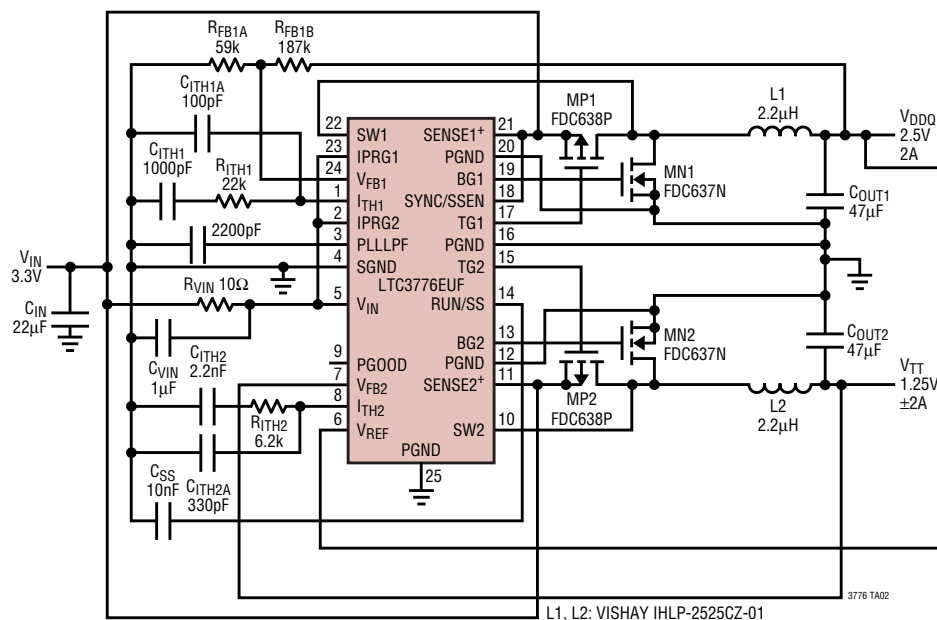 RFB1A
59k
RFB1B
187k
CITH1A
100pF
CITH1
1000pF
RITH1
22k
2200pF
VIN
3.3V
CIN
22µF
RVIN 10Ω
CVIN
1µF
CITH2
2.2nF
RITH2
6.2k
CITH2A
330pF
CSS
10nF
22 SW1
23 IPRG1
24 VFB1
1 ITH1
2 IPRG2
3 PLLLPF
4 SGND
5 VIN
9 PGOOD
7 VFB2
8 ITH2
6 VREF
LTC3776EUF
SENSE1+ 21
PGND 20
BG1 19
SYNC/SSEN 18
TG1 17
PGND 16
TG2 15
RUN/SS 14
BG2 13
PGND 12
SENSE2+ 11
SW2 10
PGND
25
MP1
FDC638P
MN1
FDC637N
L1
2.2µH
VDDQ
2.5V
2A
COUT1
47µF
MN2
FDC637N
MP2
FDC638P
COUT2
47µF
L2
2.2µH
VTT
1.25V
±2A
3776 TA02
L1, L2: VISHAY IHLP-2525CZ-01